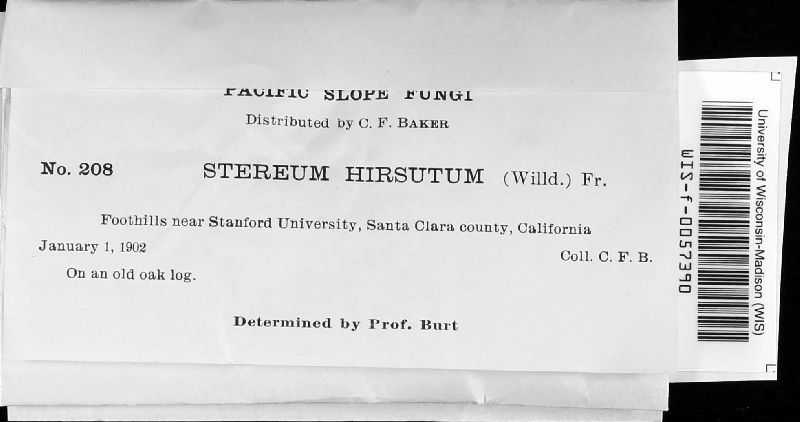 PACIFIC SLOPE FUNGI
Distributed by C. F. BAKER
No. 208 STEREUM HIRSUTUM (Willd.) Fr.
Foothills near Stanford University, Santa Clara county, California
January 1, 1902 Coll. C. F. B.
On an old oak log.
Determined by Prof. Burt
University of Wisconsin-Madison (WIS)
WIS-f-0057390